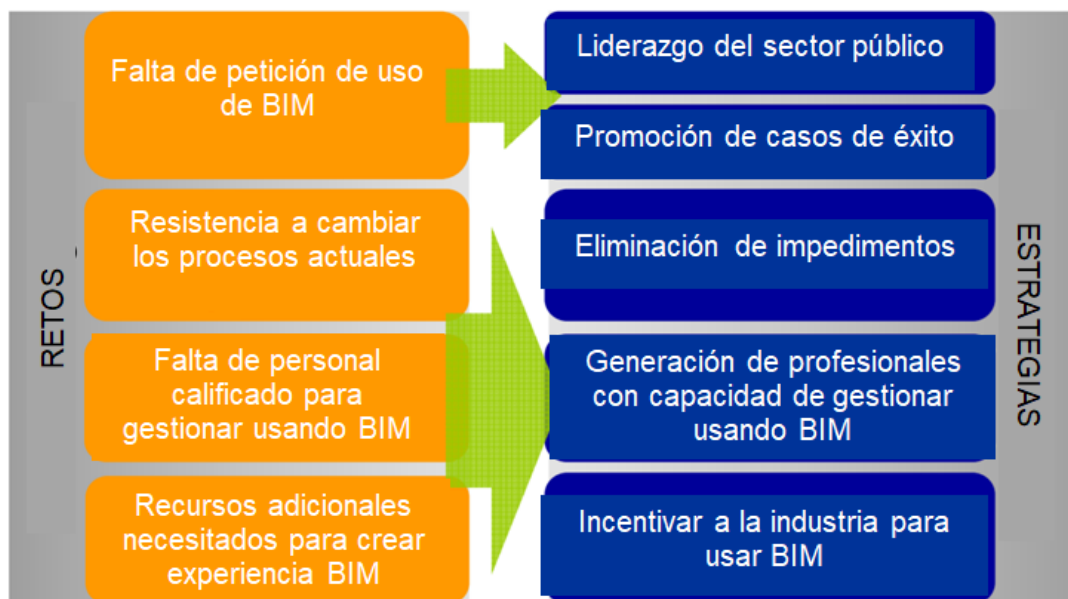 RETOS
Falta de petición de uso
de BIM
Resistencia a cambiar
los procesos actuales
Falta de personal
calificado para
gestionar usando BIM
Recursos adicionales
necesitados para crear
experiencia BIM
Liderazgo del sector público
Promoción de casos de éxito
Eliminación de impedimentos
Generación de profesionales
con capacidad de gestionar
usando BIM
Incentivar a la industria para
usar BIM
ESTRATEGIAS